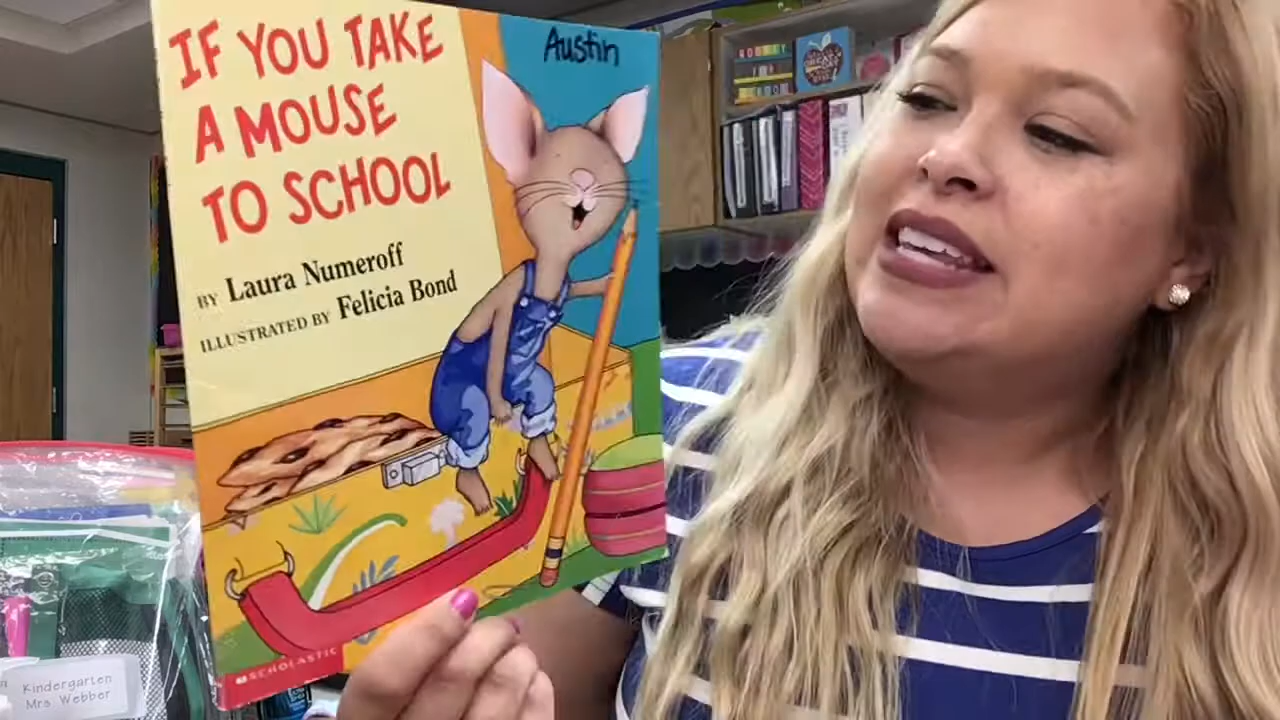 IF YOU TAKE
A MOUSE
TO SCHOOL
Austin
BY Laura Numeroff
ILLUSTRATED BY Felicia Bond
SCHOLASTIC
Kindergarten
Mrs Webber